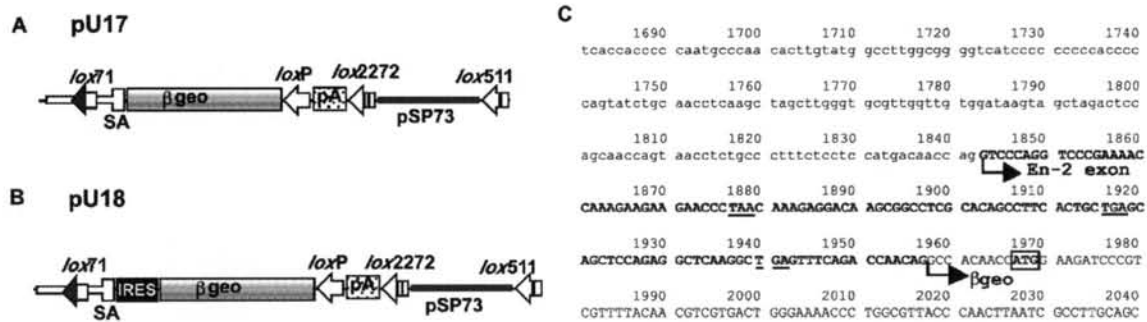 A pU17
lox71 loxP lox2272 lox511
βgeo pA
SA pSP73
B pU18
lox71 loxP lox2272 lox511
IRES βgeo pA
SA pSP73
C
1690 1700 1710 1720 1730 1740
tcaccacccc caatgcccaa cacttgtatg gccttggcgg ggtcatcccc cccccacccc
1750 1760 1770 1780 1790 1800
cagtatctgc aacctcaagc tagcttgggt gcgttggttg tggataagta gctagactcc
1810 1820 1830 1840 1850 1860
agcaaccagt aacctctgcc ctttctcctc catgacaacc agGTCCCAGG TCCCGAAAAC
En-2 exon
1870 1880 1890 1900 1910 1920
CAAAGAAGAA GAACCCTAAC AAAGAGGACA AGCGGCCTCG CACAGCCTTC ACTGCTGAGC
1930 1940 1950 1960 1970 1980
AGCTCCAGAG GCTCAAGGCT GAGTTTCAGA CCAACAGGCC ACAACCATGG AAGATCCCGT
βgeo
1990 2000 2010 2020 2030 2040
CGTTTTACAA CGTCGTGACT GGGAAAACCC TGGCGTTACC CAACTTAATC GCCTTGCAGC